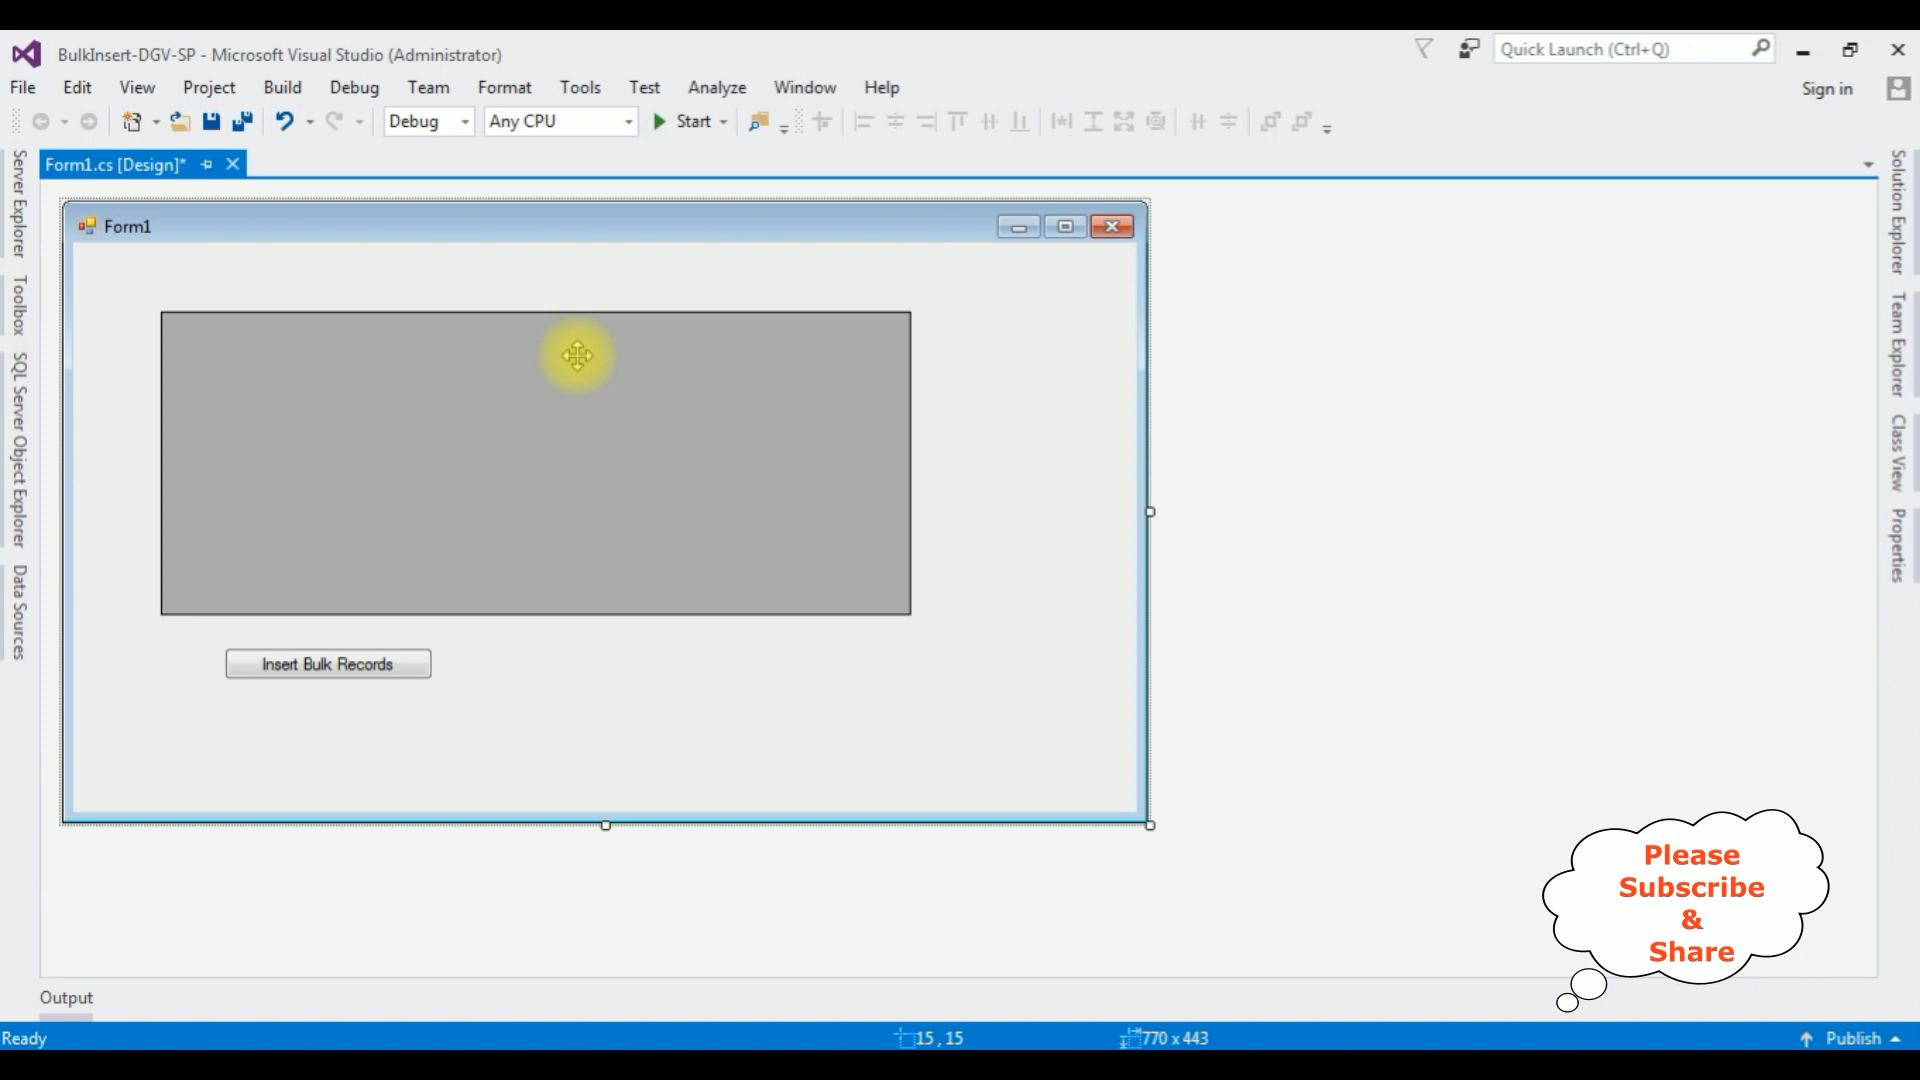 BulkInsert-DGV-SP - Microsoft Visual Studio (Administrator)
Quick Launch (Ctrl+Q)
File Edit View Project Build Debug Team Format Tools Test Analyze Window Help
Sign in
Debug Any CPU Start
Form1.cs [Design]*
Server Explorer
Toolbox
SQL Server Object Explorer
Data Sources
Form1
Insert Bulk Records
Solution Explorer
Team Explorer
Class View
Properties
Please
Subscribe
&
Share
Output
Ready 15 , 15 770 x 443 Publish